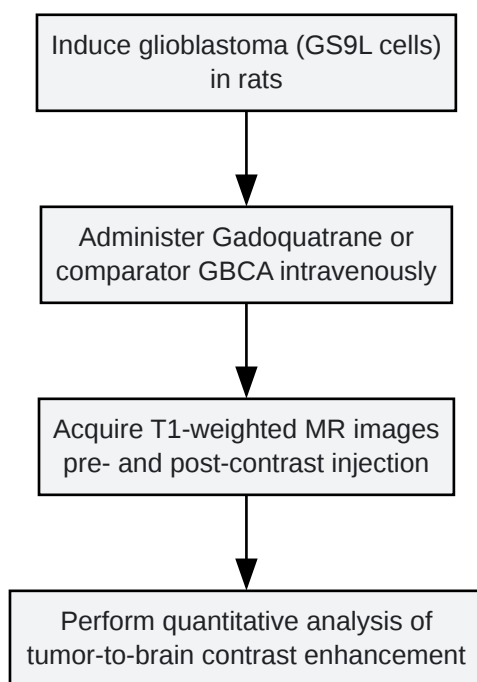 Induce glioblastoma (GS9L cells)
in rats
Administer Gadoquatrane or
comparator GBCA intravenously
Acquire T1-weighted MR images
pre- and post-contrast injection
Perform quantitative analysis of
tumor-to-brain contrast enhancement